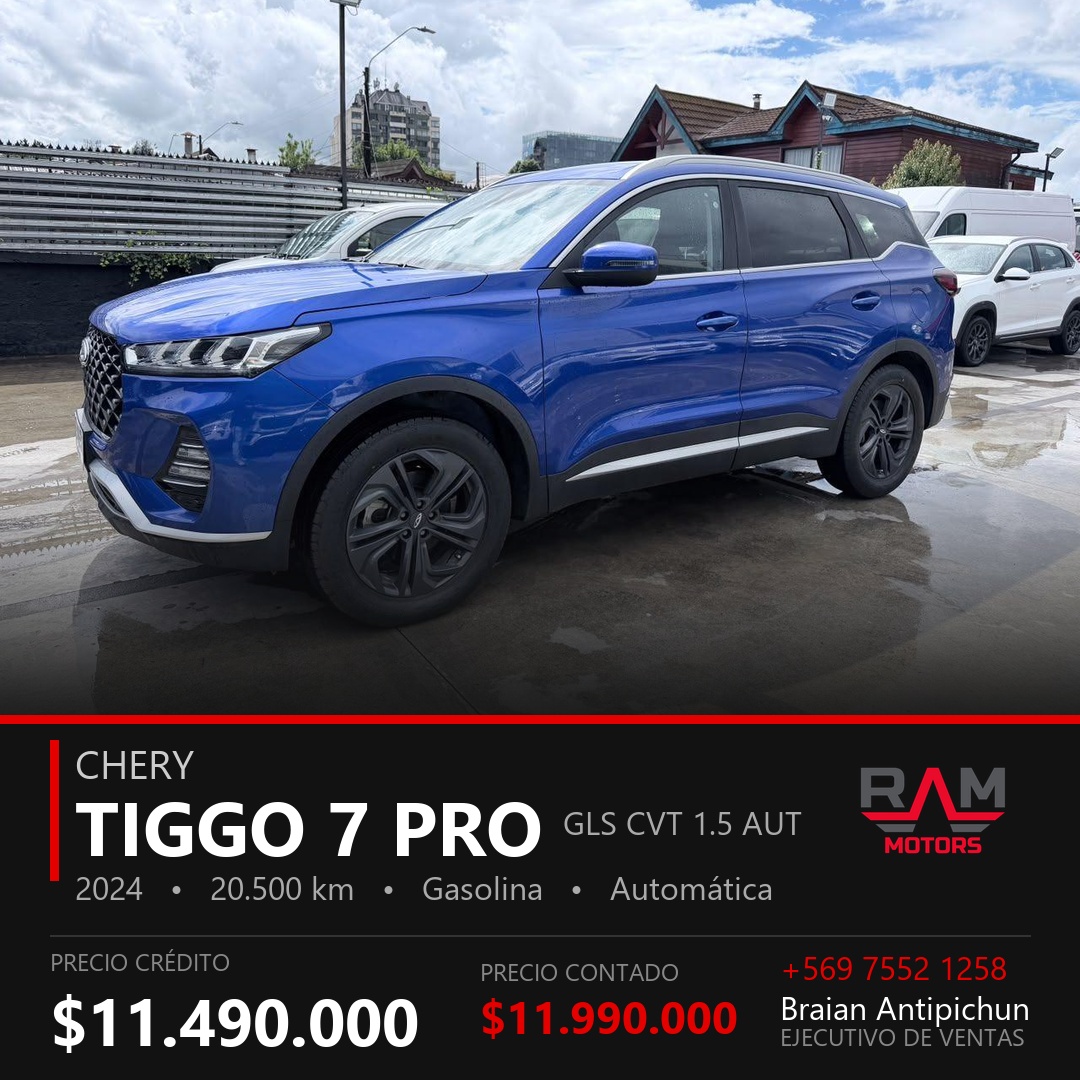 CHERY
TIGGO 7 PRO GLS CVT 1.5 AUT
2024 • 20.500 km • Gasolina • Automática
RAM
MOTORS
PRECIO CRÉDITO
$11.490.000
PRECIO CONTADO
$11.990.000
+569 7552 1258
Braian Antipichun
EJECUTIVO DE VENTAS